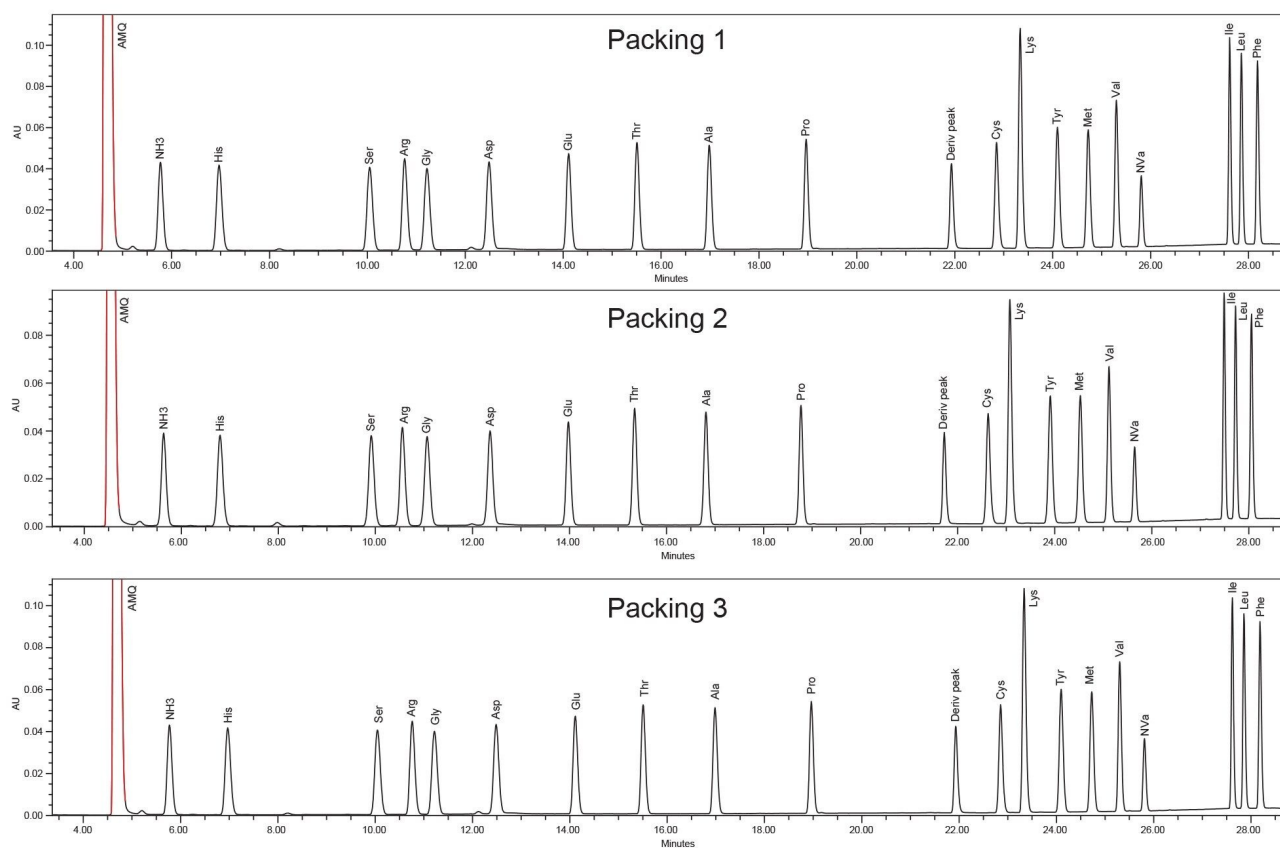 Packing 1
AMQ
NH3
His
Ser
Arg
Gly
Asp
Glu
Thr
Ala
Pro
Deriv peak
Cys
Lys
Tyr
Met
Val
NVa
Ile
Leu
Phe
AU
0.10
0.08
0.06
0.04
0.02
0.00
4.00 6.00 8.00 10.00 12.00 14.00 16.00 18.00 20.00 22.00 24.00 26.00 28.00
Minutes
Packing 2
AMQ
NH3
His
Ser
Arg
Gly
Asp
Glu
Thr
Ala
Pro
Deriv peak
Cys
Lys
Tyr
Met
Val
NVa
Ile
Leu
Phe
AU
0.08
0.06
0.04
0.02
0.00
4.00 6.00 8.00 10.00 12.00 14.00 16.00 18.00 20.00 22.00 24.00 26.00 28.00
Minutes
Packing 3
AMQ
NH3
His
Ser
Arg
Gly
Asp
Glu
Thr
Ala
Pro
Deriv peak
Cys
Lys
Tyr
Met
Val
NVa
Ile
Leu
Phe
AU
0.10
0.08
0.06
0.04
0.02
0.00
4.00 6.00 8.00 10.00 12.00 14.00 16.00 18.00 20.00 22.00 24.00 26.00 28.00
Minutes